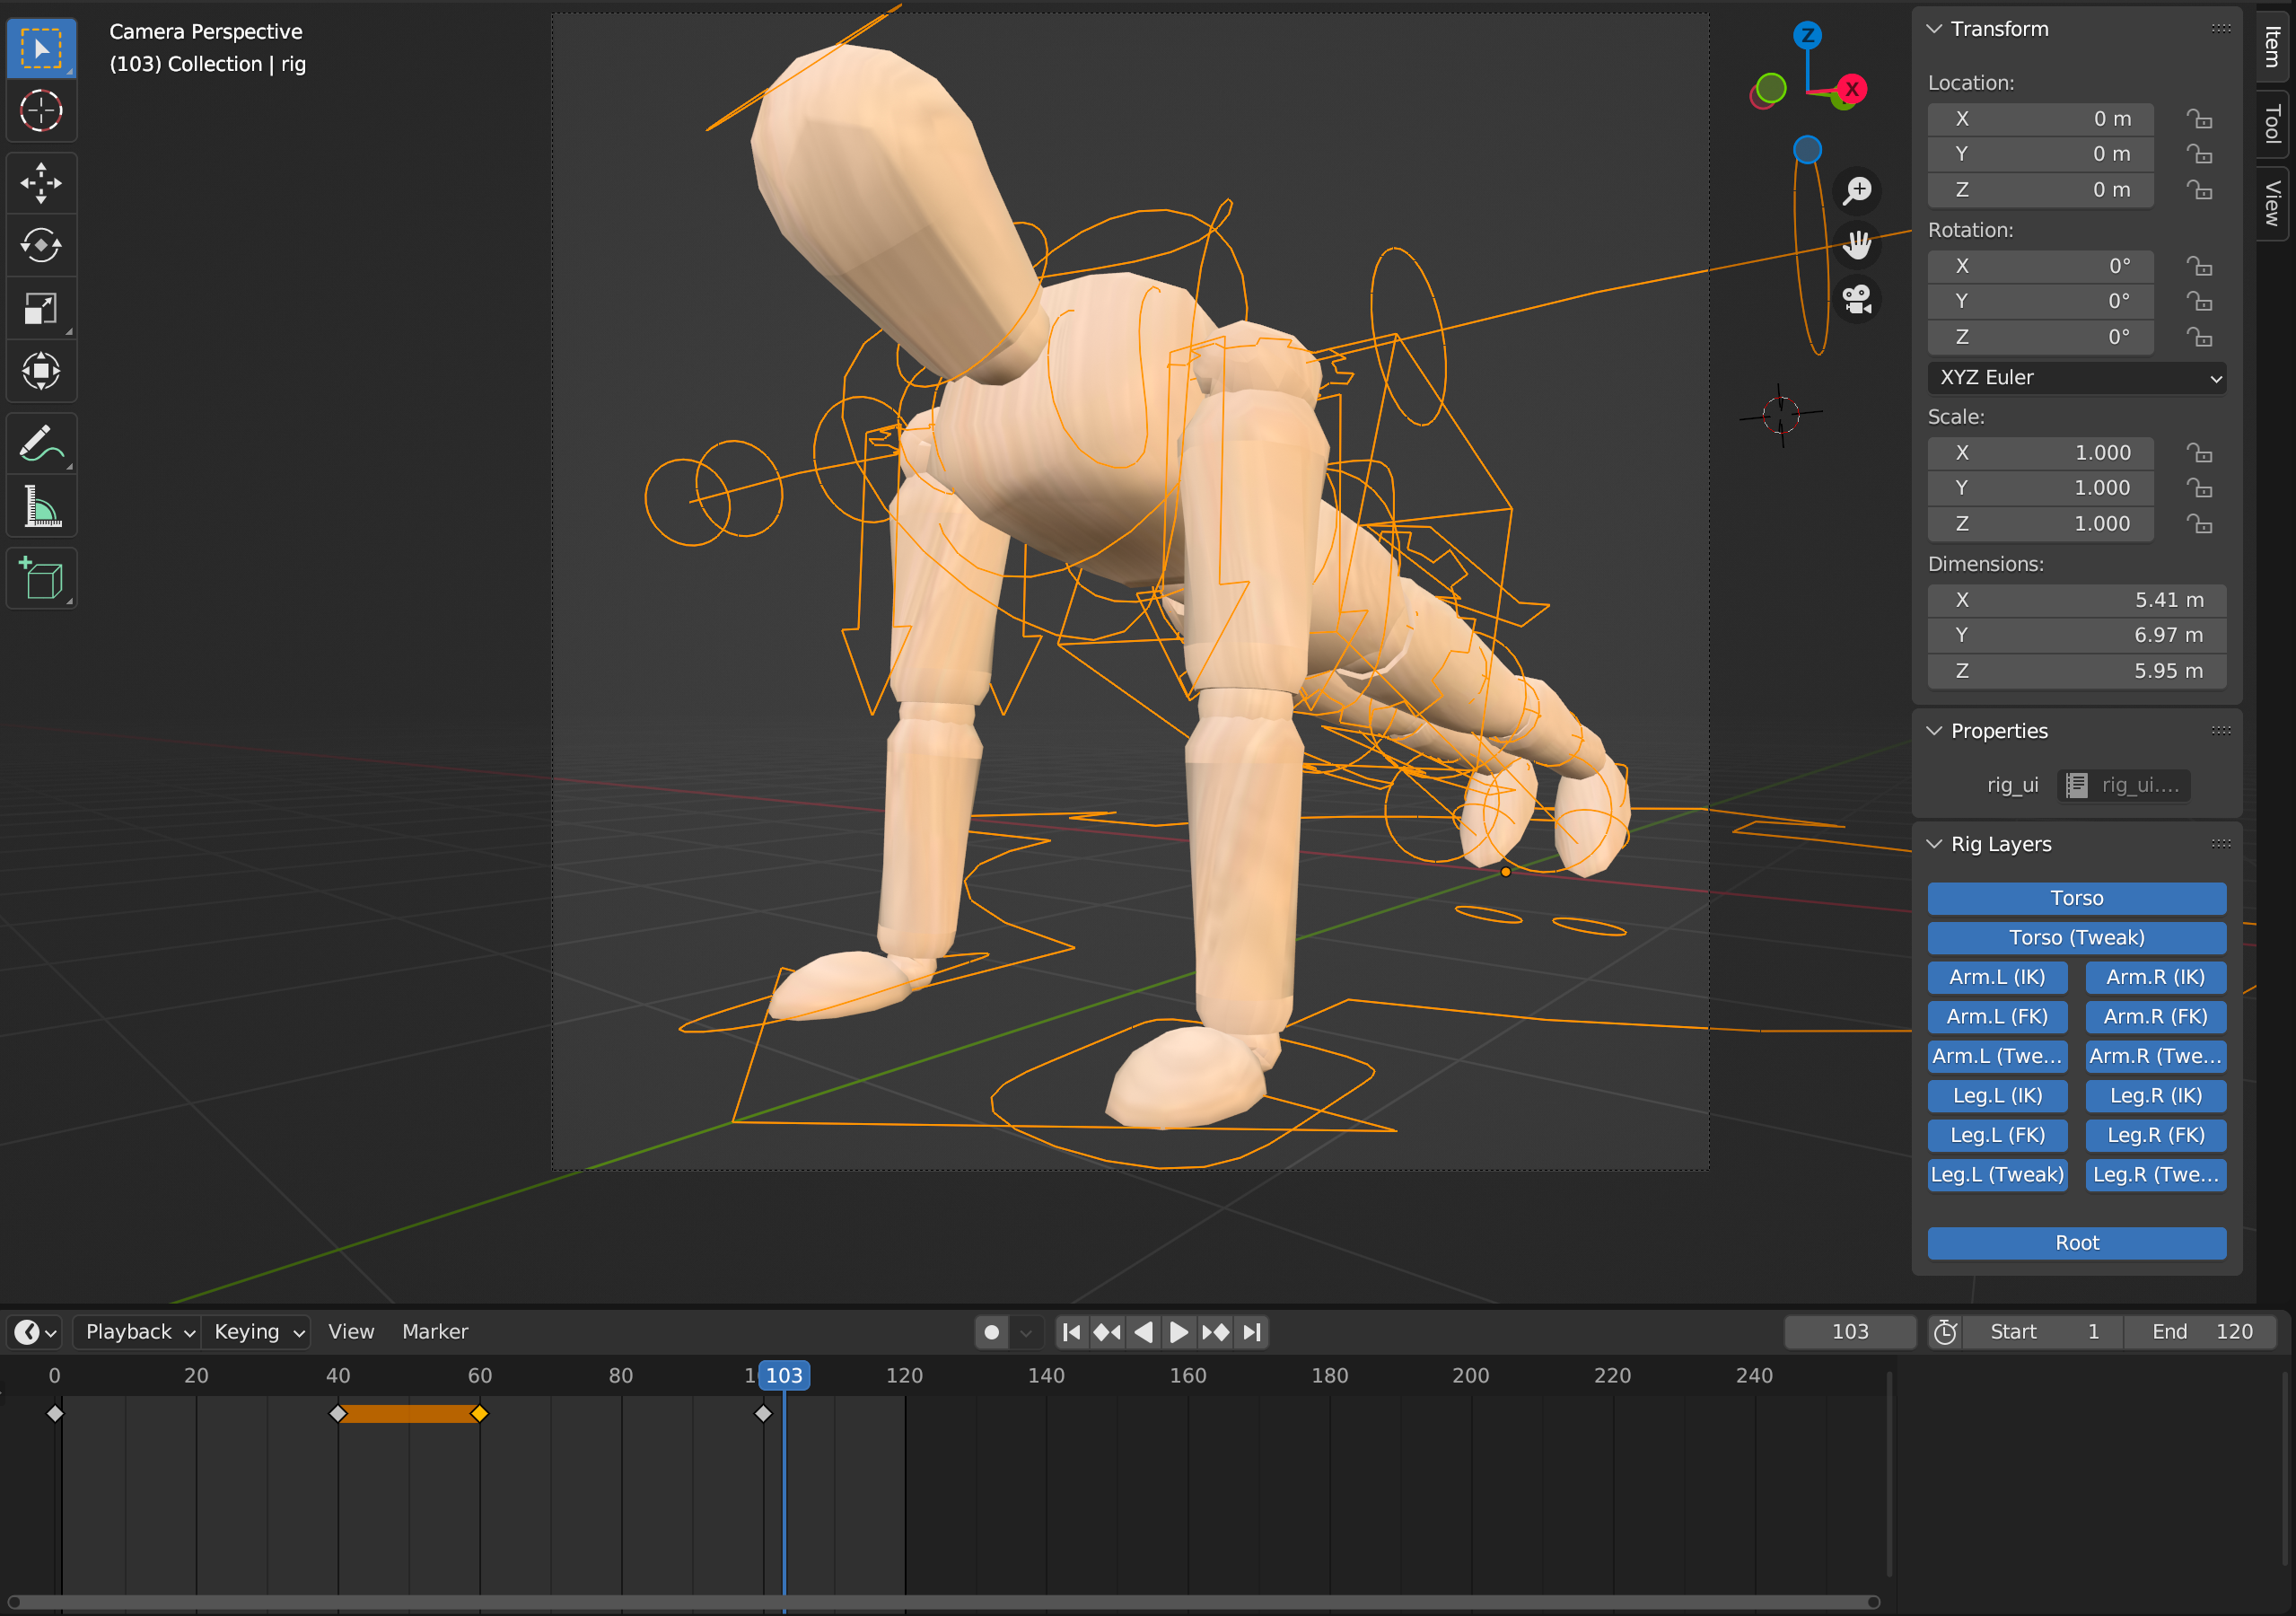 Camera Perspective
(103) Collection | rig
Z
X
Transform
Location:
X 0 m
Y 0 m
Z 0 m
Rotation:
X 0°
Y 0°
Z 0°
XYZ Euler
Scale:
X 1.000
Y 1.000
Z 1.000
Dimensions:
X 5.41 m
Y 6.97 m
Z 5.95 m
Properties
rig_ui rig_ui....
Rig Layers
Torso
Torso (Tweak)
Arm.L (IK) Arm.R (IK)
Arm.L (FK) Arm.R (FK)
Arm.L (Twe... Arm.R (Twe...
Leg.L (IK) Leg.R (IK)
Leg.L (FK) Leg.R (FK)
Leg.L (Tweak) Leg.R (Twe...
Root
Item
Tool
View
Playback Keying View Marker 103 Start 1 End 120
0 20 40 60 80 103 120 140 160 180 200 220 240